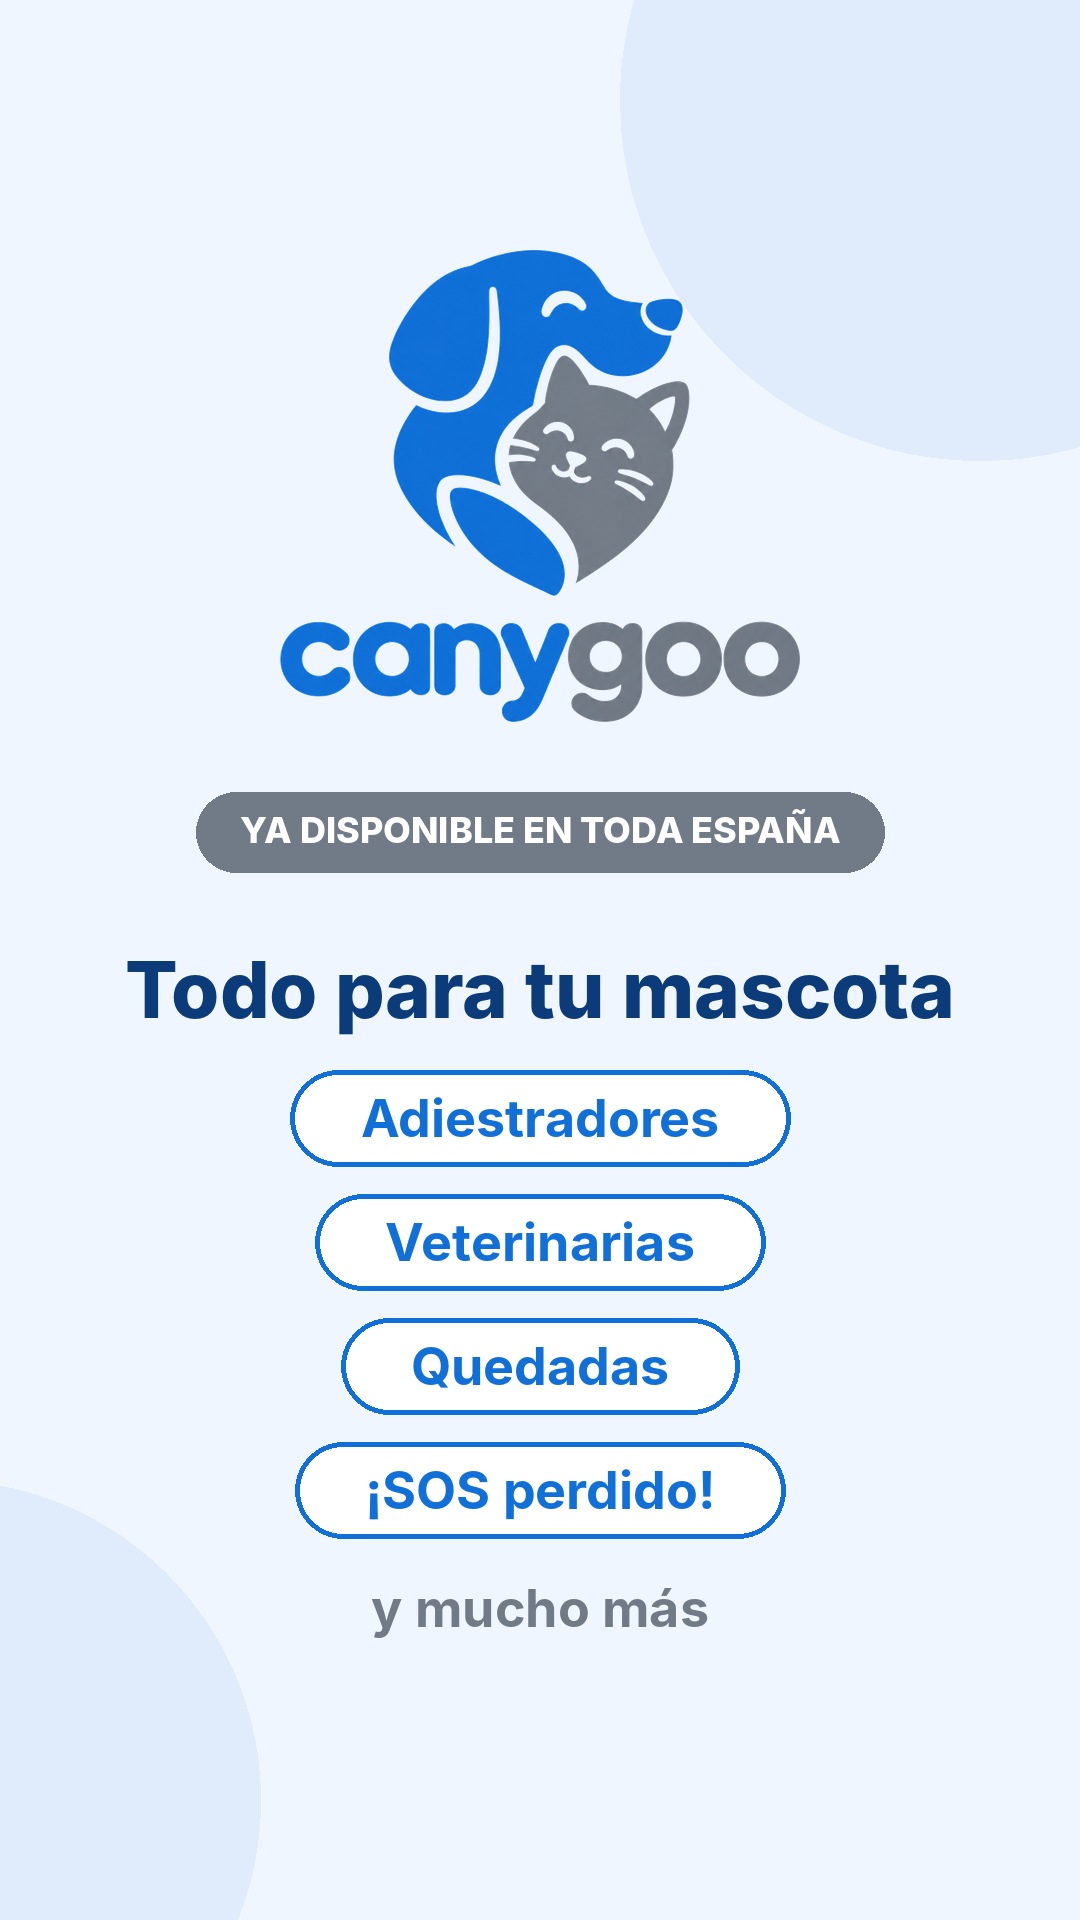 canygoo
YA DISPONIBLE EN TODA ESPAÑA
Todo para tu mascota
Adiestradores
Veterinarias
Quedadas
¡SOS perdido!
y mucho más